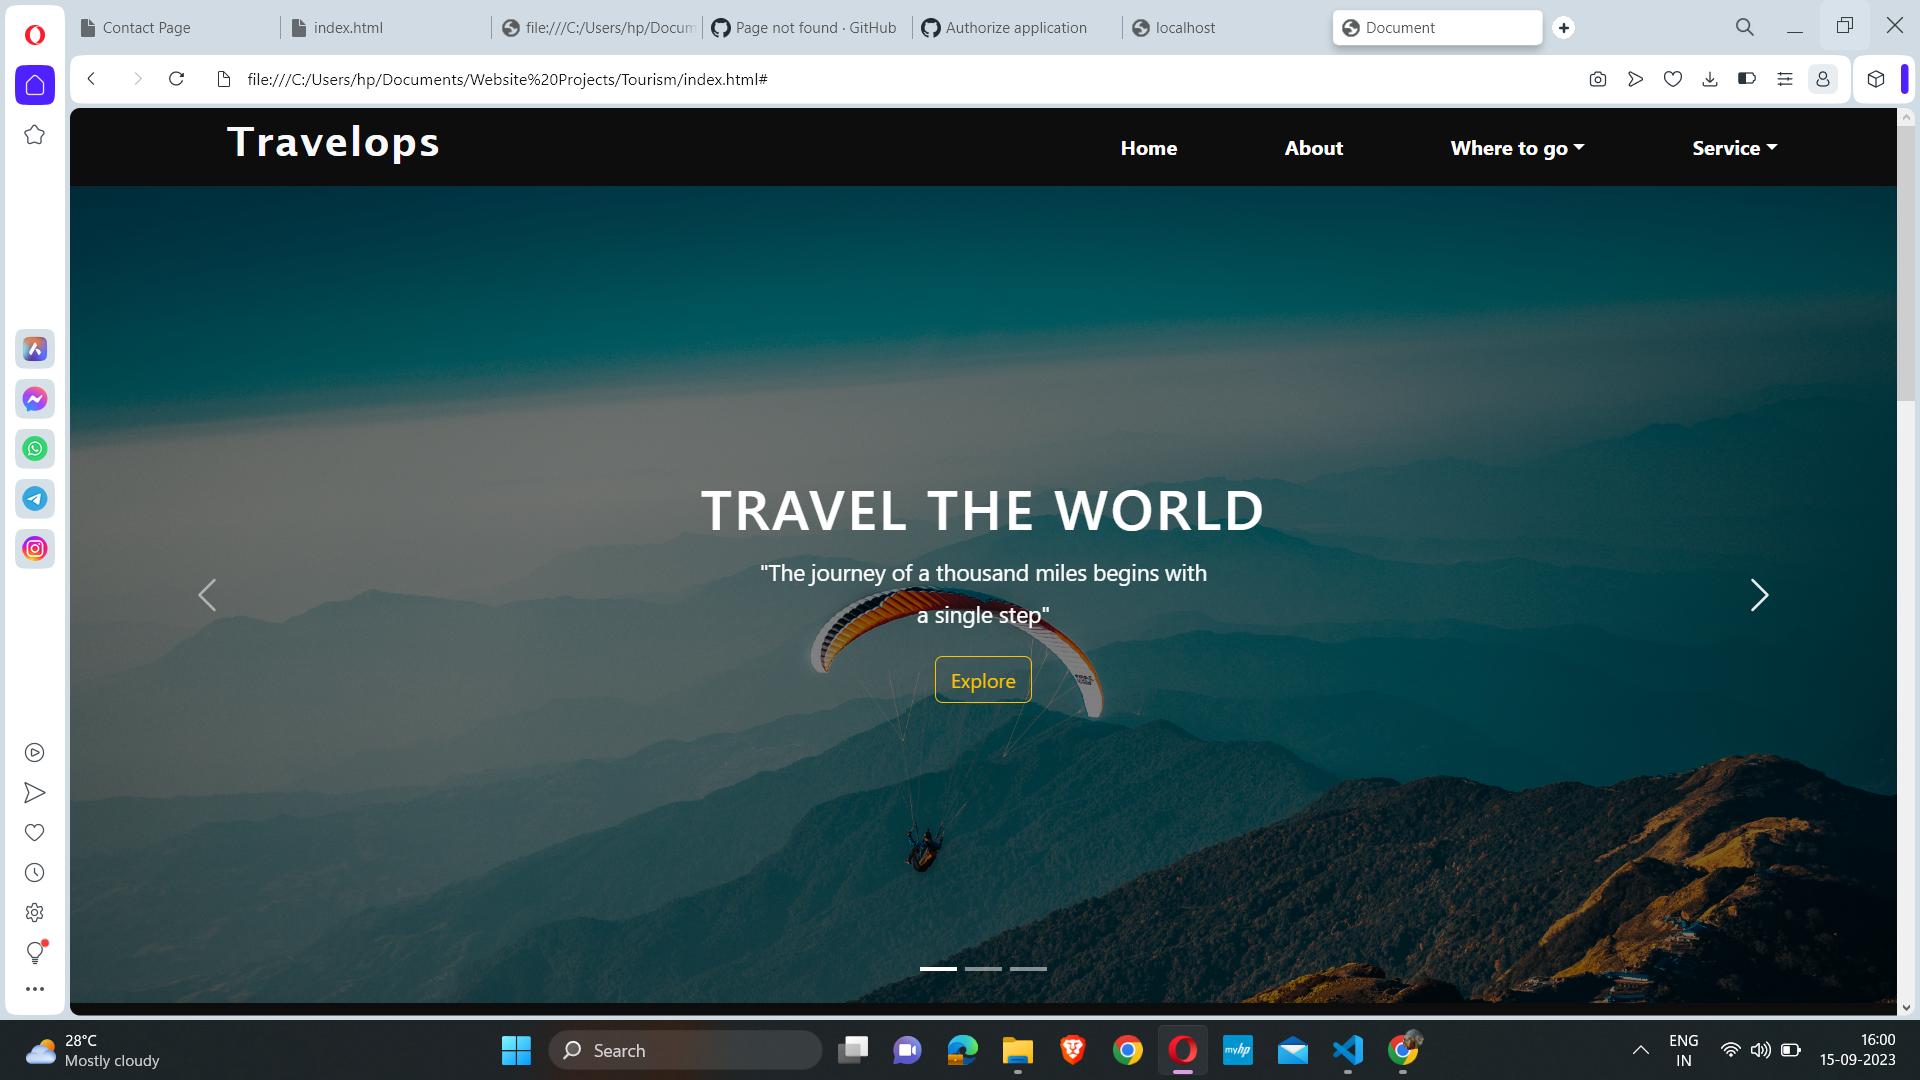 Contact Page
index.html
file:///C:/Users/hp/Docum
Page not found · GitHub
Authorize application
localhost
Document
file:///C:/Users/hp/Documents/Website%20Projects/Tourism/index.html#
Travelops
Home
About
Where to go
Service
TRAVEL THE WORLD
"The journey of a thousand miles begins with
a single step"
Explore
28°C
Mostly cloudy
Search
myhp
ENG
IN
16:00
15-09-2023